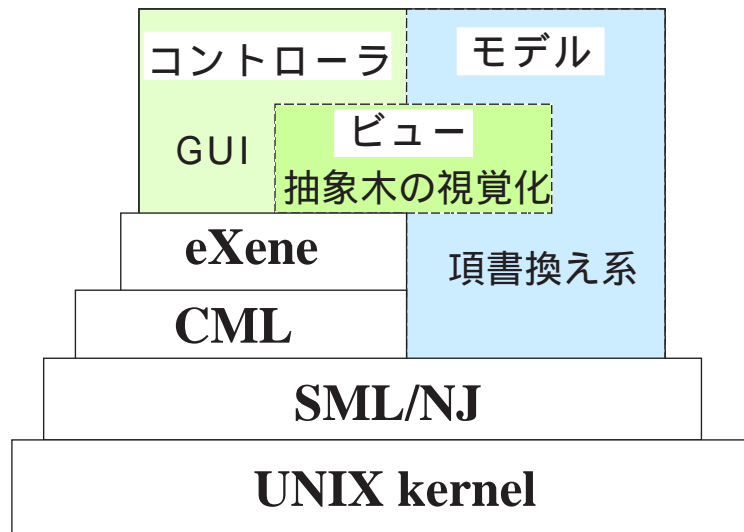 コントローラ
モデル
ビュー
GUI
抽象木の視覚化
eXene
項書換え系
CML
SML/NJ
UNIX kernel